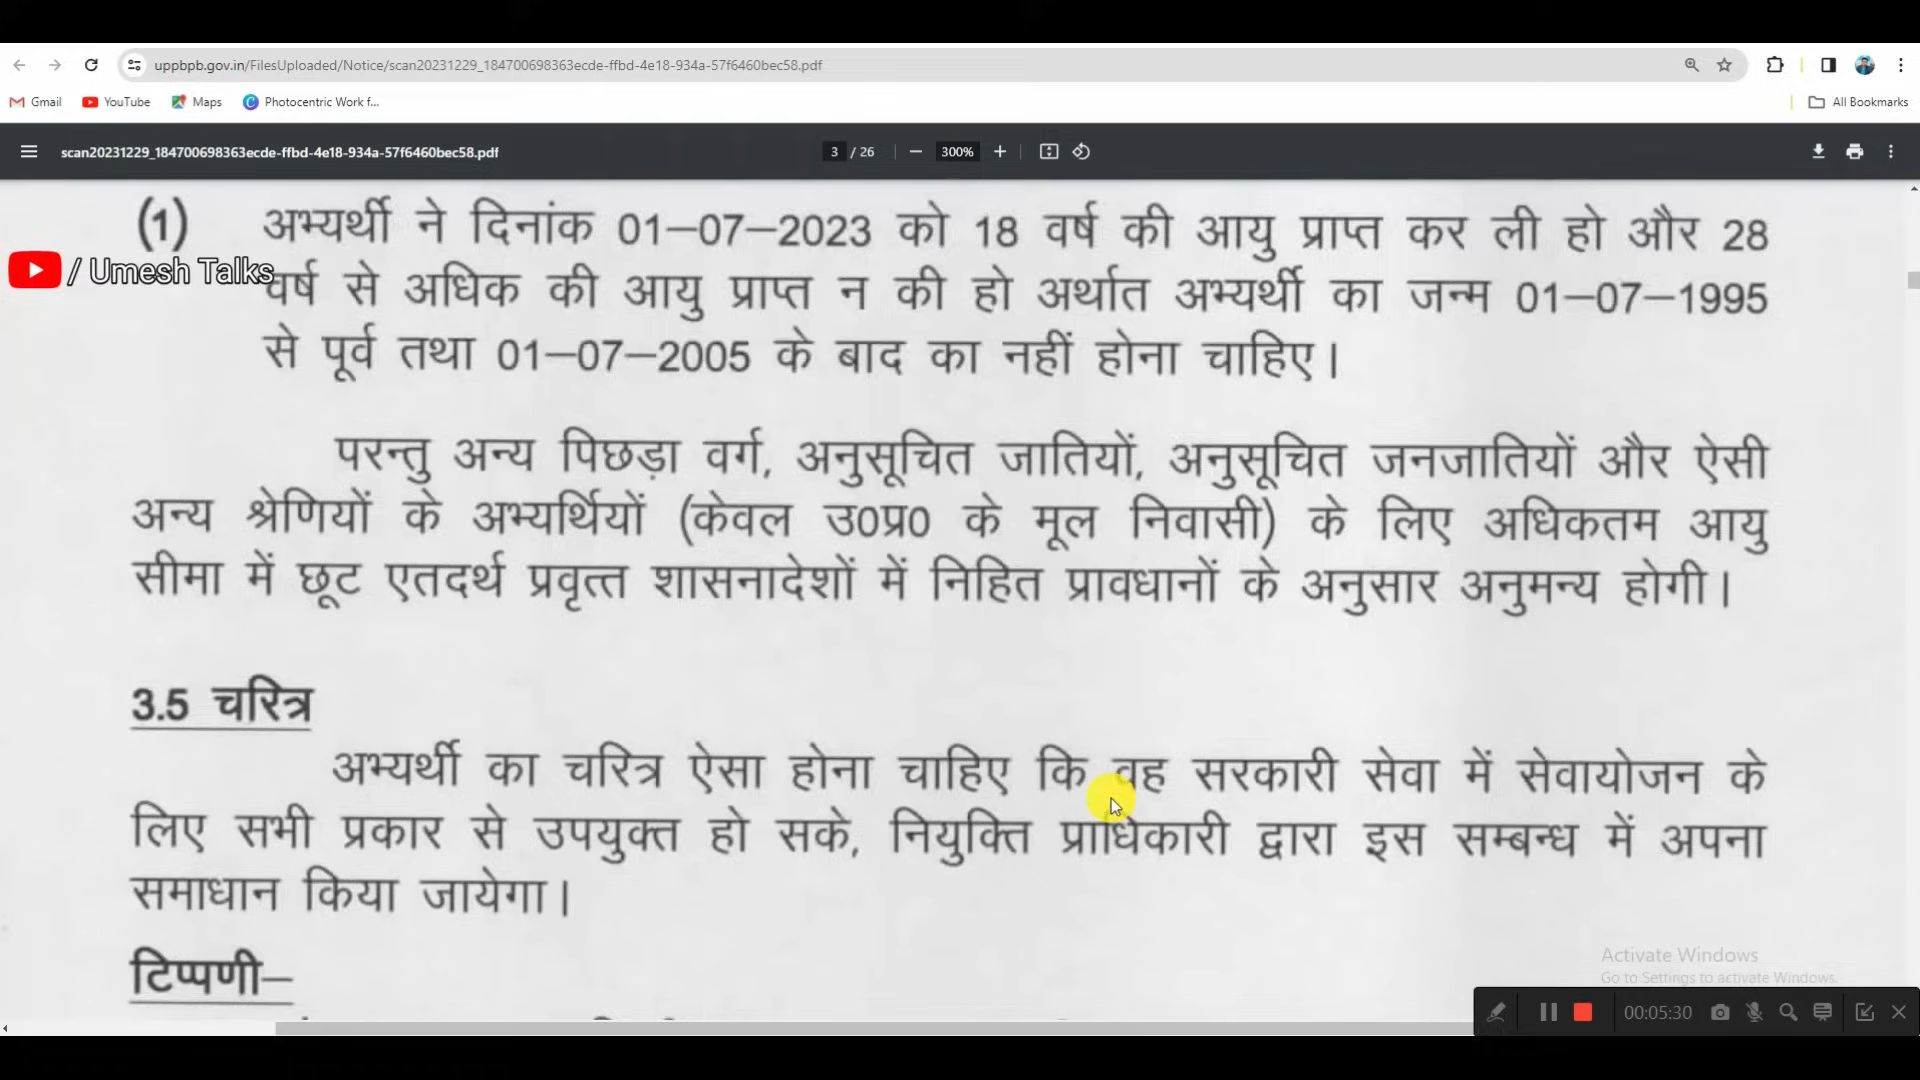 uppbpb.gov.in/FilesUploaded/Notice/scan20231229_184700698363ecde-ffbd-4e18-934a-57f6460bec58.pdf
Gmail YouTube Maps Photocentric Work f... All Bookmarks
scan20231229_184700698363ecde-ffbd-4e18-934a-57f6460bec58.pdf 3 / 26 300%
(1) अभ्यर्थी ने दिनांक 01–07–2023 को 18 वर्ष की आयु प्राप्त कर ली हो और 28
/ Umesh Talks
वर्ष से अधिक की आयु प्राप्त न की हो अर्थात अभ्यर्थी का जन्म 01–07–1995
से पूर्व तथा 01–07–2005 के बाद का नहीं होना चाहिए।
परन्तु अन्य पिछड़ा वर्ग, अनुसूचित जातियों, अनुसूचित जनजातियों और ऐसी
अन्य श्रेणियों के अभ्यर्थियों (केवल उ0प्र0 के मूल निवासी) के लिए अधिकतम आयु
सीमा में छूट एतदर्थ प्रवृत्त शासनादेशों में निहित प्रावधानों के अनुसार अनुमन्य होगी।
3.5 चरित्र
अभ्यर्थी का चरित्र ऐसा होना चाहिए कि वह सरकारी सेवा में सेवायोजन के
लिए सभी प्रकार से उपयुक्त हो सके, नियुक्ति प्राधिकारी द्वारा इस सम्बन्ध में अपना
समाधान किया जायेगा।
टिप्पणी–
Activate Windows
Go to Settings to activate Windows.
00:05:30